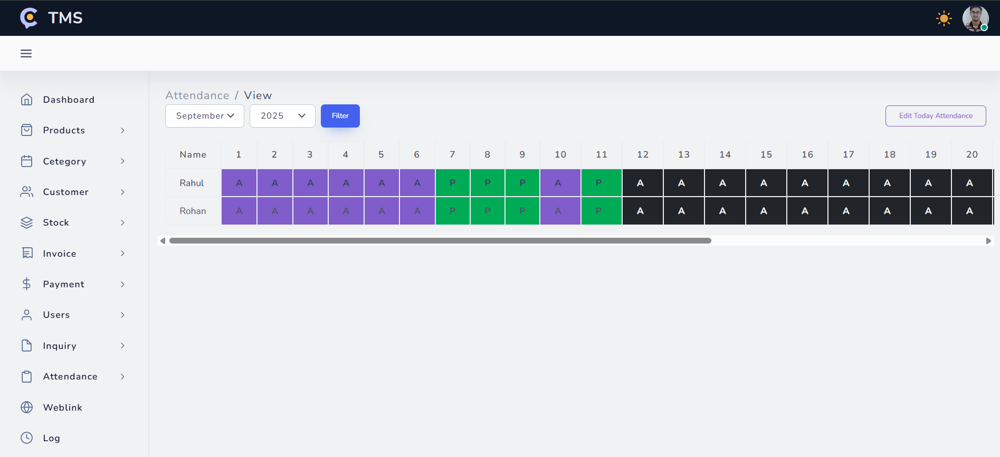 TMS
Dashboard
Products
Cetegory
Customer
Stock
Invoice
Payment
Users
Inquiry
Attendance
Weblink
Log
Attendance / View
September 2025 Filter Edit Today Attendance
Name 1 2 3 4 5 6 7 8 9 10 11 12 13 14 15 16 17 18 19 20
Rahul A A A A A A P P P A P A A A A A A A A A
Rohan A A A A A A P P P A P A A A A A A A A A